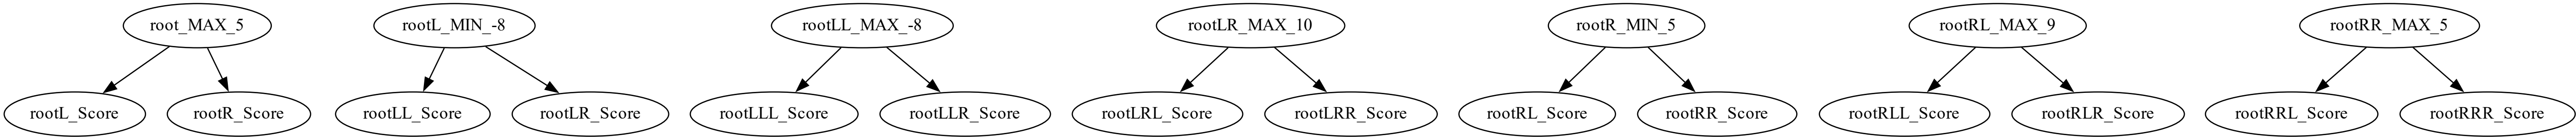 root_MAX_5
rootL_MIN_-8
rootLL_MAX_-8
rootLR_MAX_10
rootR_MIN_5
rootRL_MAX_9
rootRR_MAX_5
rootL_Score
rootR_Score
rootLL_Score
rootLR_Score
rootLLL_Score
rootLLR_Score
rootLRL_Score
rootLRR_Score
rootRL_Score
rootRR_Score
rootRLL_Score
rootRLR_Score
rootRRL_Score
rootRRR_Score